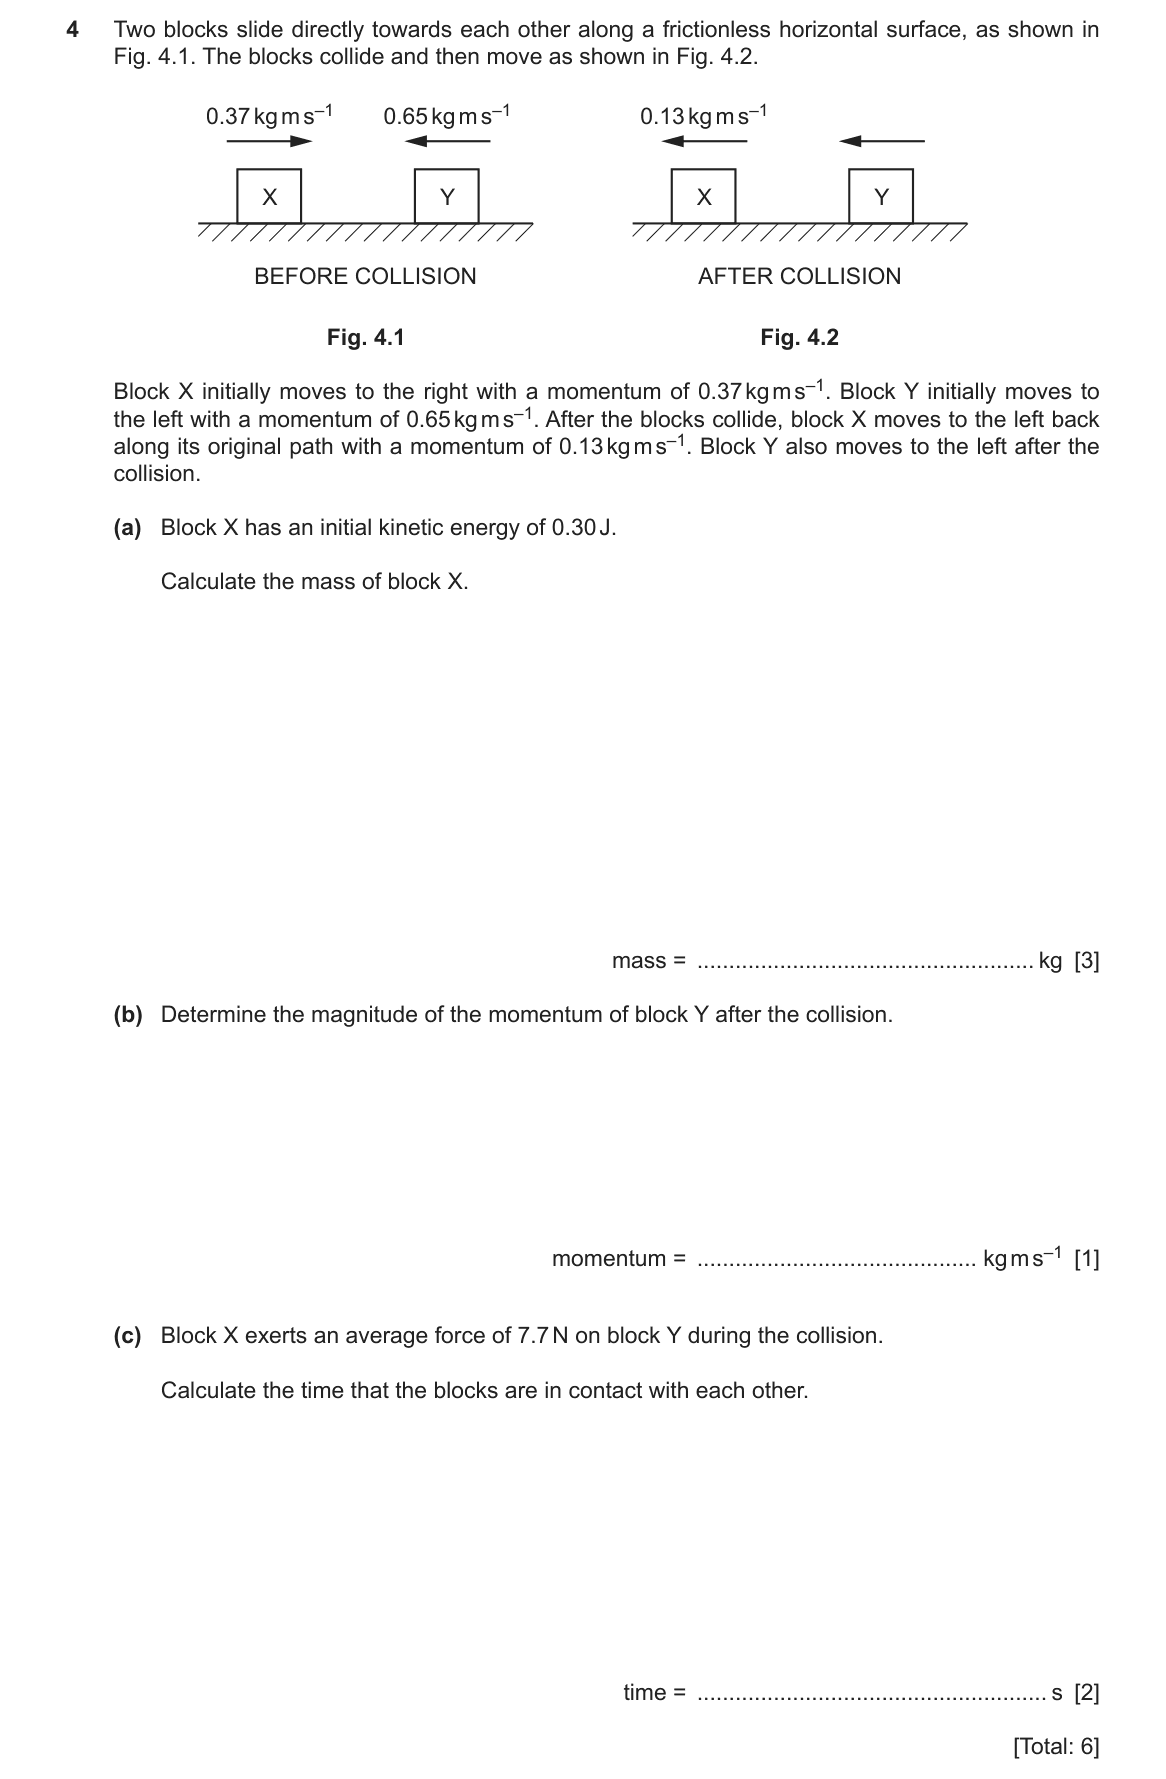 4 Two blocks slide directly towards each other along a frictionless horizontal surface, as shown in
Fig. 4.1. The blocks collide and then move as shown in Fig. 4.2.
0.37 kg m s⁻¹ 0.65 kg m s⁻¹ 0.13 kg m s⁻¹
X Y X Y
BEFORE COLLISION AFTER COLLISION
Fig. 4.1 Fig. 4.2
Block X initially moves to the right with a momentum of 0.37 kg m s⁻¹. Block Y initially moves to
the left with a momentum of 0.65 kg m s⁻¹. After the blocks collide, block X moves to the left back
along its original path with a momentum of 0.13 kg m s⁻¹. Block Y also moves to the left after the
collision.
(a) Block X has an initial kinetic energy of 0.30 J.
Calculate the mass of block X.
mass = ..................................................... kg [3]
(b) Determine the magnitude of the momentum of block Y after the collision.
momentum = ............................................ kg m s⁻¹ [1]
(c) Block X exerts an average force of 7.7 N on block Y during the collision.
Calculate the time that the blocks are in contact with each other.
time = ....................................................... s [2]
[Total: 6]